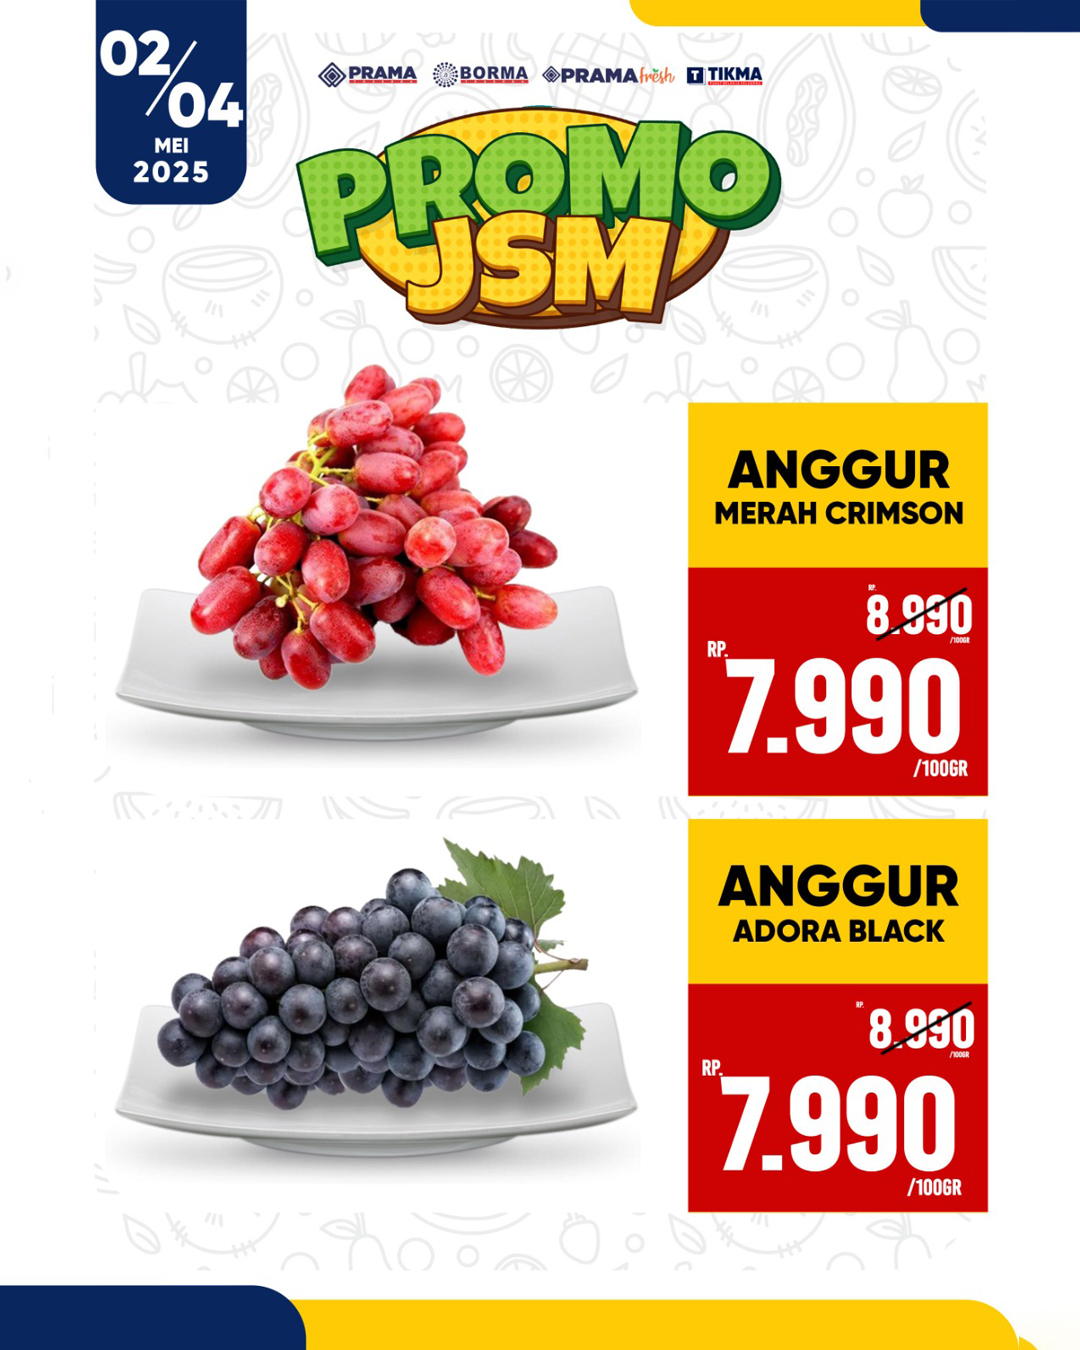 02/04
MEI
2025
PRAMA
BORMA
PRAMA fresh
TIKMA
PROMO
JSM
ANGGUR
MERAH CRIMSON
RP.
8.990
/100GR
RP.
7.990
/100GR
ANGGUR
ADORA BLACK
RP.
8.990
/100GR
RP.
7.990
/100GR